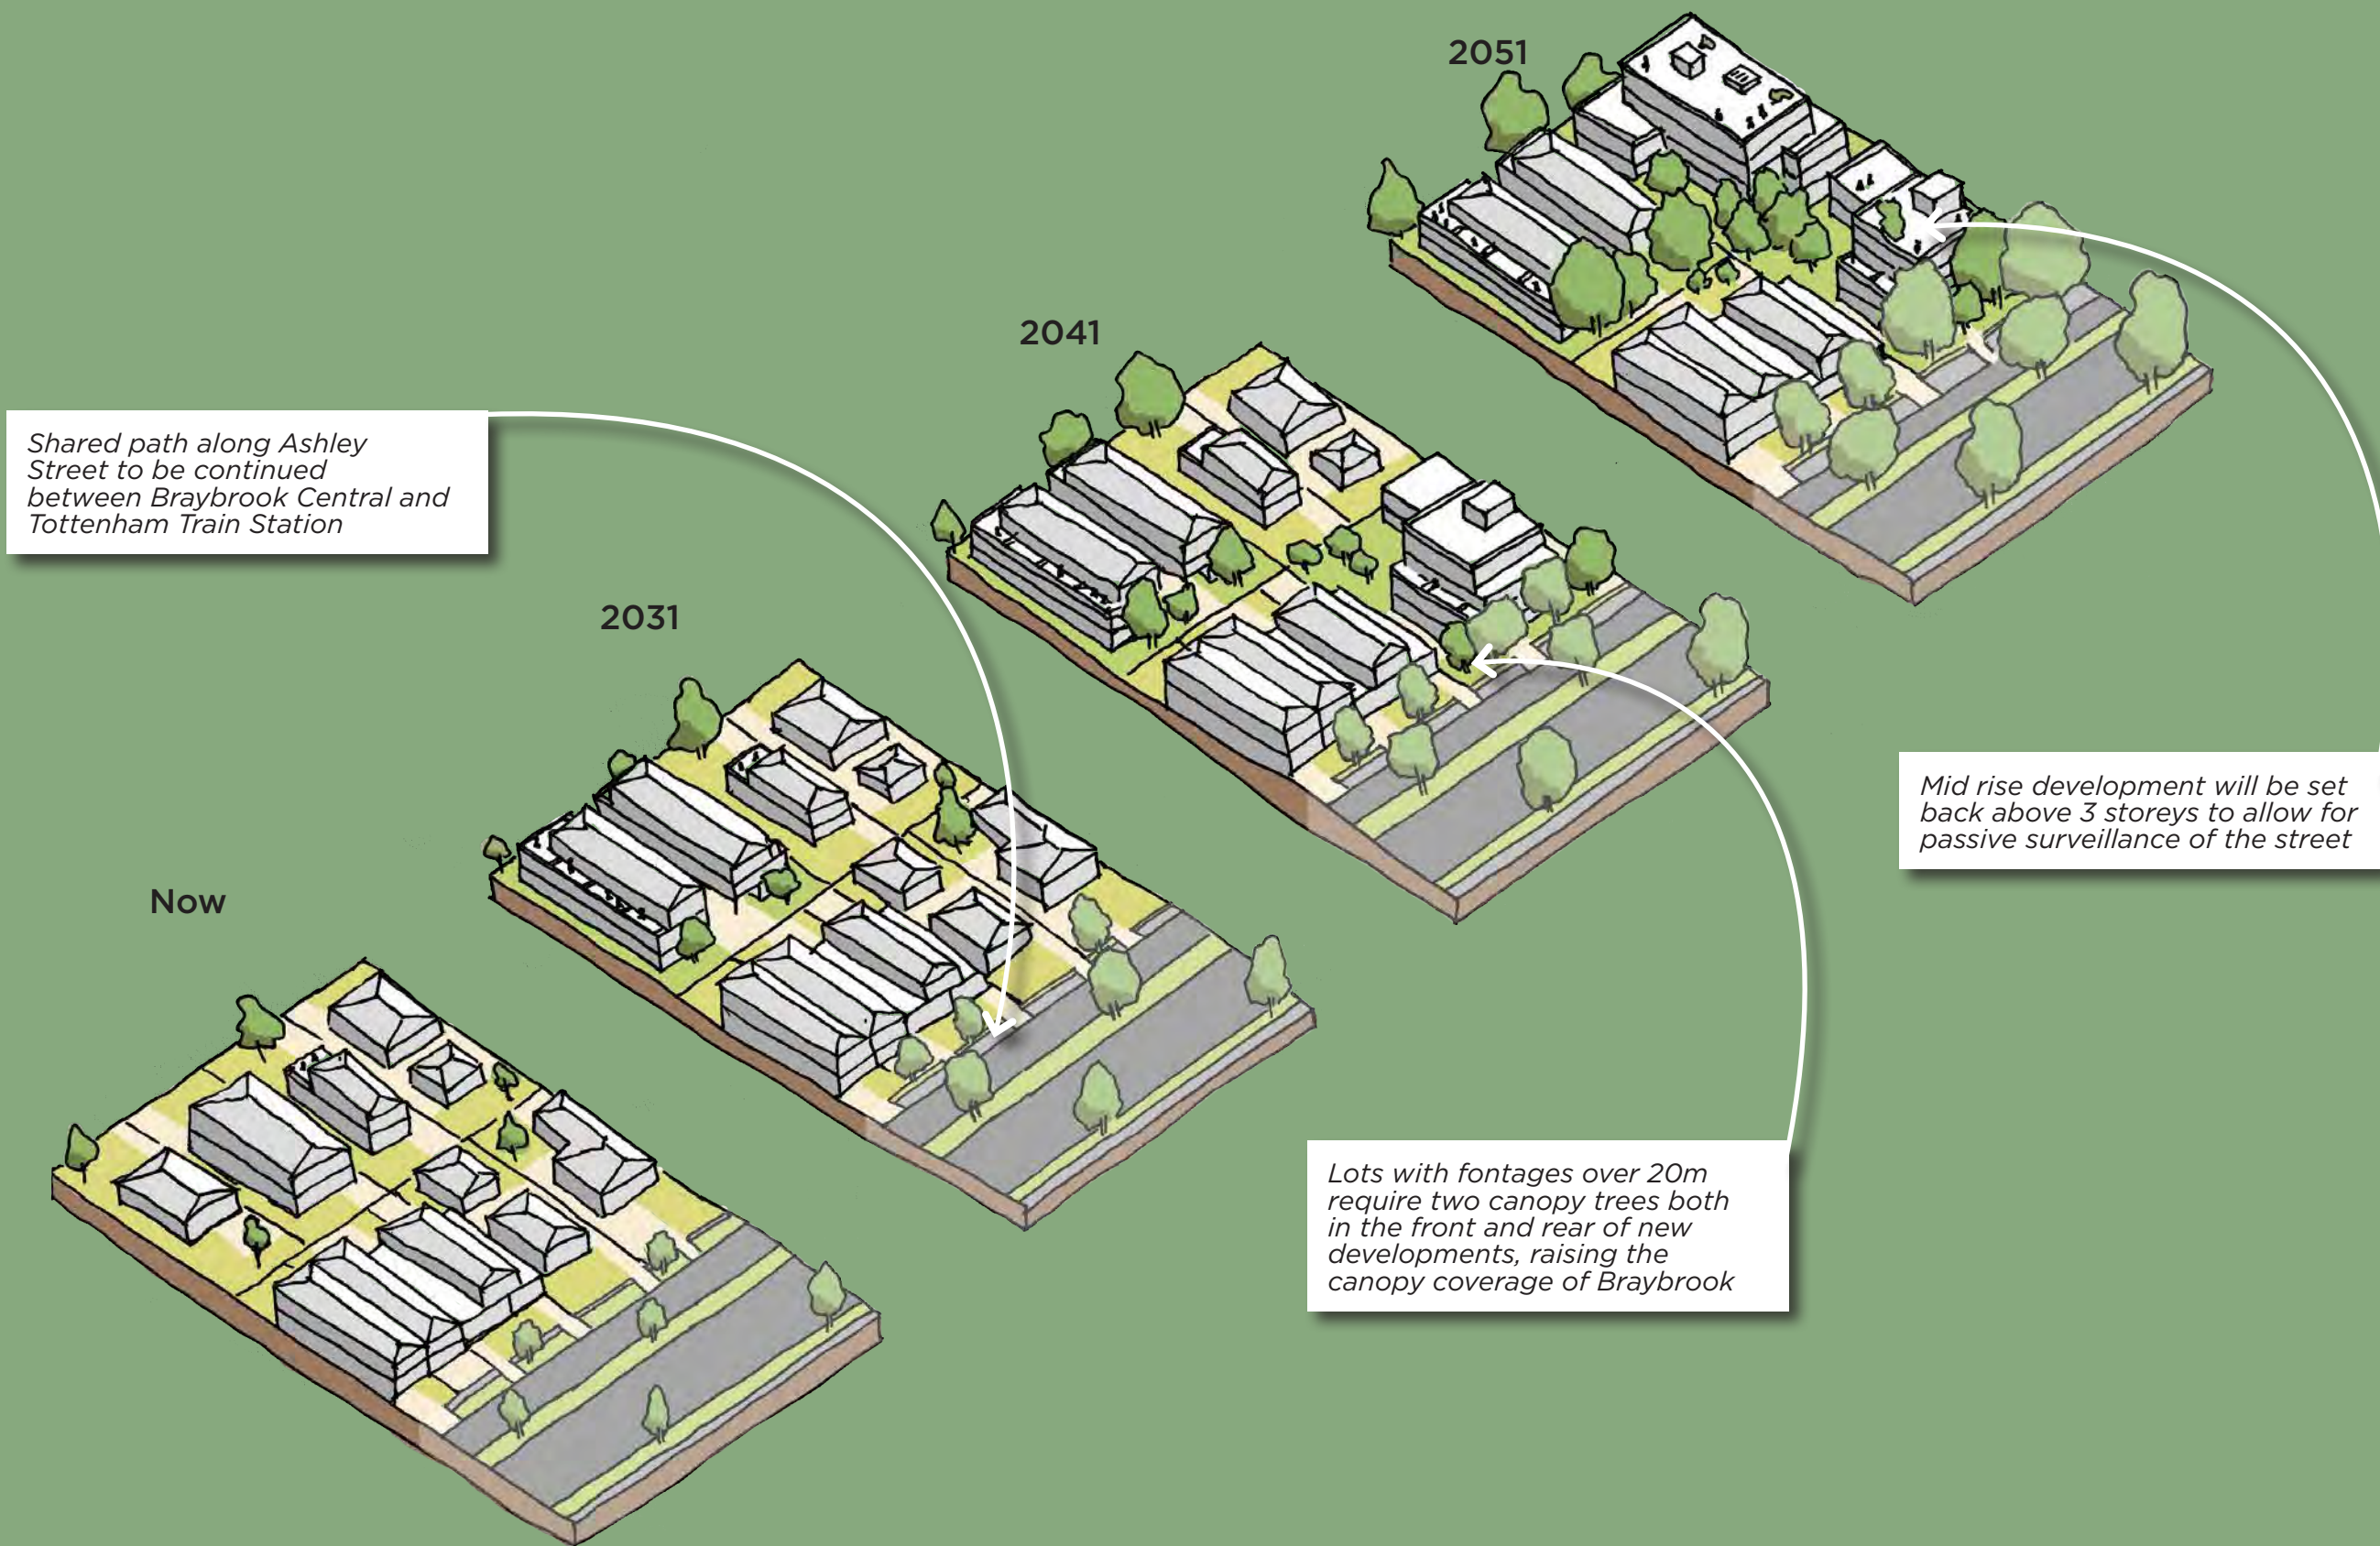 2051
2041
Shared path along Ashley
Street to be continued
between Braybrook Central and
Tottenham Train Station
2031
Mid rise development will be set
back above 3 storeys to allow for
passive surveillance of the street
Now
Lots with fontages over 20m
require two canopy trees both
in the front and rear of new
developments, raising the
canopy coverage of Braybrook